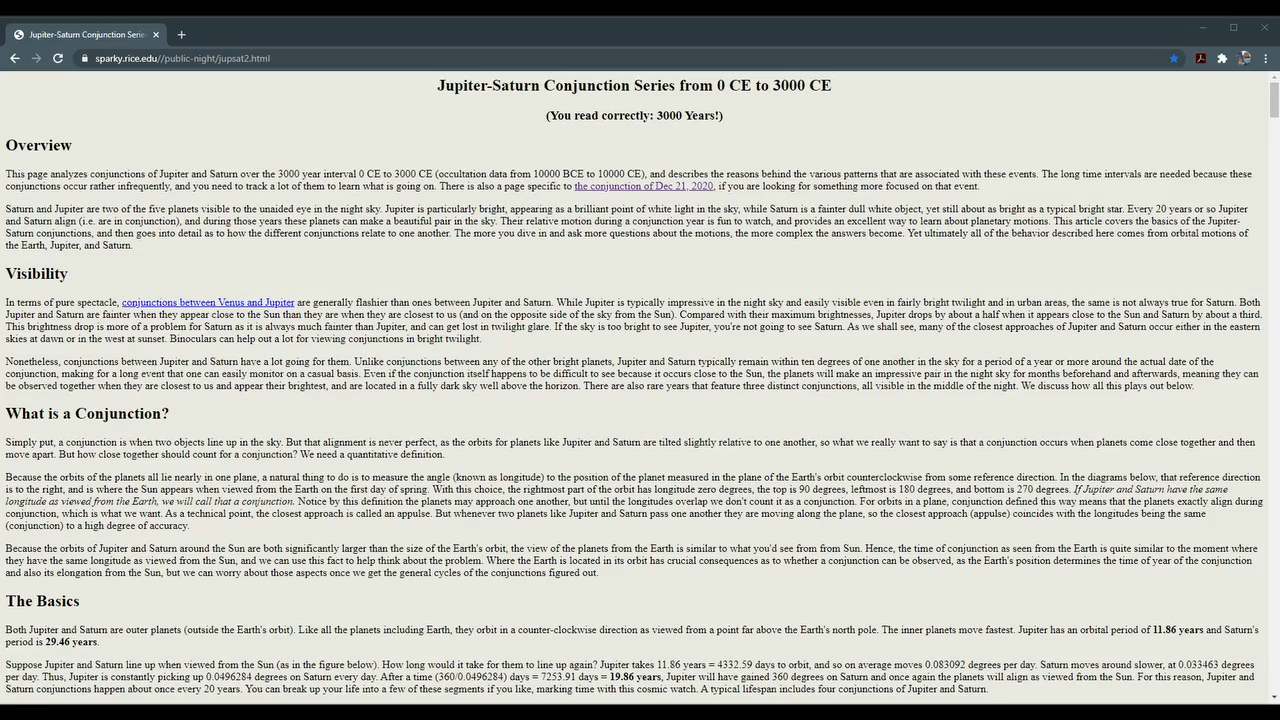 Jupiter-Saturn Conjunction Serie
sparky.rice.edu//public-night/jupsat2.html
Jupiter-Saturn Conjunction Series from 0 CE to 3000 CE
(You read correctly: 3000 Years!)
Overview
This page analyzes conjunctions of Jupiter and Saturn over the 3000 year interval 0 CE to 3000 CE (occultation data from 10000 BCE to 10000 CE), and describes the reasons behind the various patterns that are associated with these events. The long time intervals are needed because these
conjunctions occur rather infrequently, and you need to track a lot of them to learn what is going on. There is also a page specific to the conjunction of Dec 21, 2020, if you are looking for something more focused on that event.
Saturn and Jupiter are two of the five planets visible to the unaided eye in the night sky. Jupiter is particularly bright, appearing as a brilliant point of white light in the sky, while Saturn is a fainter dull white object, yet still about as bright as a typical bright star. Every 20 years or so Jupiter
and Saturn align (i.e. are in conjunction), and during those years these planets can make a beautiful pair in the sky. Their relative motion during a conjunction year is fun to watch, and provides an excellent way to learn about planetary motions. This article covers the basics of the Jupiter-
Saturn conjunctions, and then goes into detail as to how the different conjunctions relate to one another. The more you dive in and ask more questions about the motions, the more complex the answers become. Yet ultimately all of the behavior described here comes from orbital motions of
the Earth, Jupiter, and Saturn.
Visibility
In terms of pure spectacle, conjunctions between Venus and Jupiter are generally flashier than ones between Jupiter and Saturn. While Jupiter is typically impressive in the night sky and easily visible even in fairly bright twilight and in urban areas, the same is not always true for Saturn. Both
Jupiter and Saturn are fainter when they appear close to the Sun than they are when they are closest to us (and on the opposite side of the sky from the Sun). Compared with their maximum brightnesses, Jupiter drops by about a half when it appears close to the Sun and Saturn by about a third.
This brightness drop is more of a problem for Saturn as it is always much fainter than Jupiter, and can get lost in twilight glare. If the sky is too bright to see Jupiter, you're not going to see Saturn. As we shall see, many of the closest approaches of Jupiter and Saturn occur either in the eastern
skies at dawn or in the west at sunset. Binoculars can help out a lot for viewing conjunctions in bright twilight.
Nonetheless, conjunctions between Jupiter and Saturn have a lot going for them. Unlike conjunctions between any of the other bright planets, Jupiter and Saturn typically remain within ten degrees of one another in the sky for a period of a year or more around the actual date of the
conjunction, making for a long event that one can easily monitor on a casual basis. Even if the conjunction itself happens to be difficult to see because it occurs close to the Sun, the planets will make an impressive pair in the night sky for months beforehand and afterwards, meaning they can
be observed together when they are closest to us and appear their brightest, and are located in a fully dark sky well above the horizon. There are also rare years that feature three distinct conjunctions, all visible in the middle of the night. We discuss how all this plays out below.
What is a Conjunction?
Simply put, a conjunction is when two objects line up in the sky. But that alignment is never perfect, as the orbits for planets like Jupiter and Saturn are tilted slightly relative to one another, so what we really want to say is that a conjunction occurs when planets come close together and then
move apart. But how close together should count for a conjunction? We need a quantitative definition.
Because the orbits of the planets all lie nearly in one plane, a natural thing to do is to measure the angle (known as longitude) to the position of the planet measured in the plane of the Earth's orbit counterclockwise from some reference direction. In the diagrams below, that reference direction
is to the right, and is where the Sun appears when viewed from the Earth on the first day of spring. With this choice, the rightmost part of the orbit has longitude zero degrees, the top is 90 degrees, leftmost is 180 degrees, and bottom is 270 degrees. If Jupiter and Saturn have the same
longitude as viewed from the Earth, we will call that a conjunction. Notice by this definition the planets may approach one another, but until the longitudes overlap we don't count it as a conjunction. For orbits in a plane, conjunction defined this way means that the planets exactly align during
conjunction, which is what we want. As a technical point, the closest approach is called an appulse. But whenever two planets like Jupiter and Saturn pass one another they are moving along the plane, so the closest approach (appulse) coincides with the longitudes being the same
(conjunction) to a high degree of accuracy.
Because the orbits of Jupiter and Saturn around the Sun are both significantly larger than the size of the Earth's orbit, the view of the planets from the Earth is similar to what you'd see from from Sun. Hence, the time of conjunction as seen from the Earth is quite similar to the moment where
they have the same longitude as viewed from the Sun, and we can use this fact to help think about the problem. Where the Earth is located in its orbit has crucial consequences as to whether a conjunction can be observed, as the Earth's position determines the time of year of the conjunction
and also its elongation from the Sun, but we can worry about those aspects once we get the general cycles of the conjunctions figured out.
The Basics
Both Jupiter and Saturn are outer planets (outside the Earth's orbit). Like all the planets including Earth, they orbit in a counter-clockwise direction as viewed from a point far above the Earth's north pole. The inner planets move fastest. Jupiter has an orbital period of 11.86 years and Saturn's
period is 29.46 years.
Suppose Jupiter and Saturn line up when viewed from the Sun (as in the figure below). How long would it take for them to line up again? Jupiter takes 11.86 years = 4332.59 days to orbit, and so on average moves 0.083092 degrees per day. Saturn moves around slower, at 0.033463 degrees
per day. Thus, Jupiter is constantly picking up 0.0496284 degrees on Saturn every day. After a time (360/0.0496284) days = 7253.91 days = 19.86 years, Jupiter will have gained 360 degrees on Saturn and once again the planets will align as viewed from the Sun. For this reason, Jupiter and
Saturn conjunctions happen about once every 20 years. You can break up your life into a few of these segments if you like, marking time with this cosmic watch. A typical lifespan includes four conjunctions of Jupiter and Saturn.